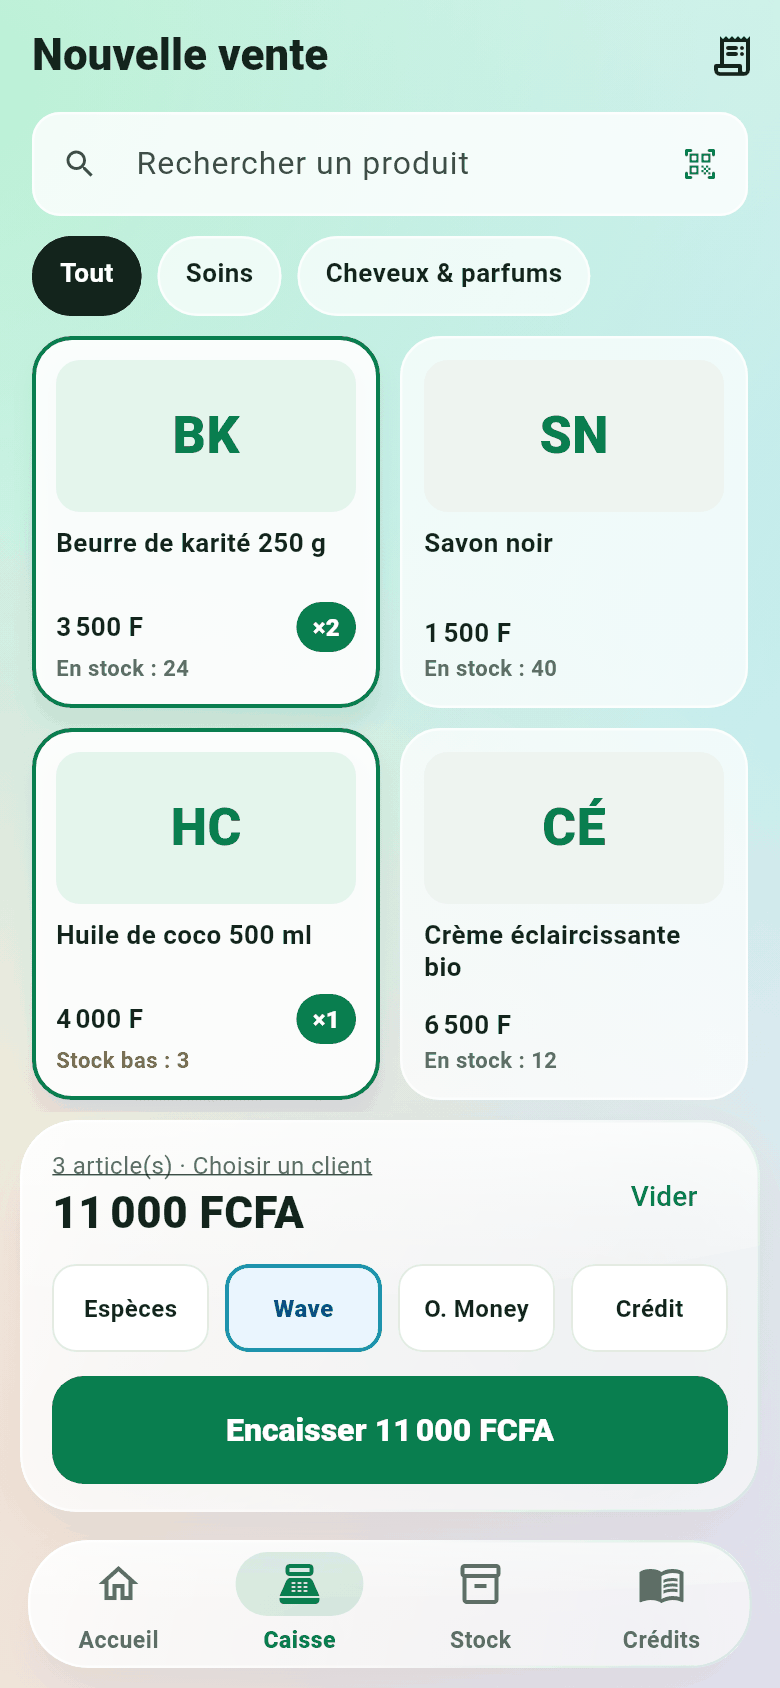 Nouvelle vente
Rechercher un produit
Tout
Soins
Cheveux & parfums
BK
Beurre de karité 250 g
3 500 F
×2
En stock : 24
SN
Savon noir
1 500 F
En stock : 40
HC
Huile de coco 500 ml
4 000 F
×1
Stock bas : 3
CÉ
Crème éclaircissante
bio
6 500 F
En stock : 12
3 article(s) · Choisir un client
11 000 FCFA
Vider
Espèces
Wave
O. Money
Crédit
Encaisser 11 000 FCFA
Accueil
Caisse
Stock
Crédits